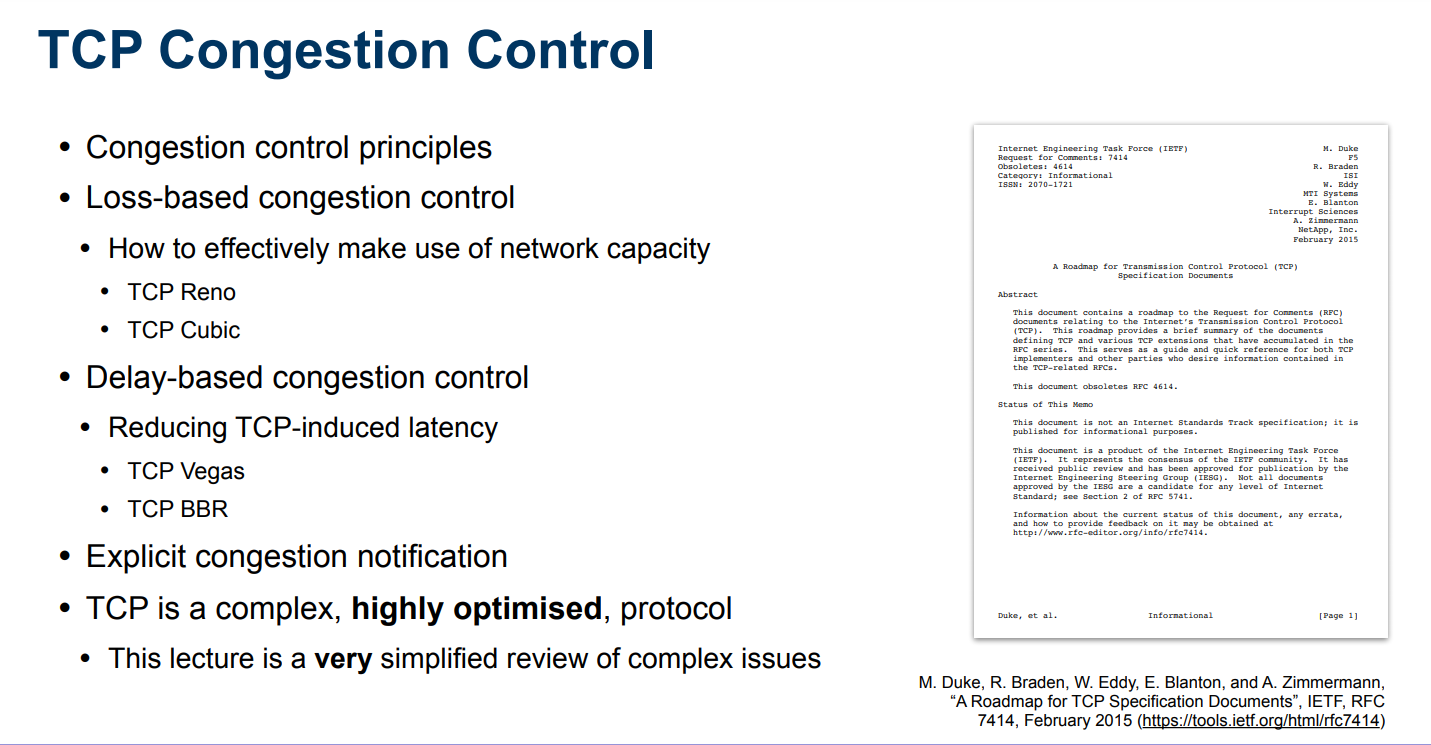 TCP Congestion Control
• Congestion control principles
• Loss-based congestion control
• How to effectively make use of network capacity
• TCP Reno
• TCP Cubic
• Delay-based congestion control
• Reducing TCP-induced latency
• TCP Vegas
• TCP BBR
• Explicit congestion notification
• TCP is a complex, highly optimised, protocol
• This lecture is a very simplified review of complex issues
Internet Engineering Task Force (IETF) M. Duke
Request for Comments: 7414 F5
Obsoletes: 4614 R. Braden
Category: Informational ISI
ISSN: 2070-1721 W. Eddy
MTI Systems
E. Blanton
Interrupt Sciences
A. Zimmermann
NetApp, Inc.
February 2015
A Roadmap for Transmission Control Protocol (TCP)
Specification Documents
Abstract
This document contains a roadmap to the Request for Comments (RFC)
documents relating to the Internet's Transmission Control Protocol
(TCP). This roadmap provides a brief summary of the documents
defining TCP and various TCP extensions that have accumulated in the
RFC series. This serves as a guide and quick reference for both TCP
implementers and other parties who desire information contained in
the TCP-related RFCs.
This document obsoletes RFC 4614.
Status of This Memo
This document is not an Internet Standards Track specification; it is
published for informational purposes.
This document is a product of the Internet Engineering Task Force
(IETF). It represents the consensus of the IETF community. It has
received public review and has been approved for publication by the
Internet Engineering Steering Group (IESG). Not all documents
approved by the IESG are a candidate for any level of Internet
Standard; see Section 2 of RFC 5741.
Information about the current status of this document, any errata,
and how to provide feedback on it may be obtained at
http://www.rfc-editor.org/info/rfc7414.
Duke, et al. Informational [Page 1]
M. Duke, R. Braden, W. Eddy, E. Blanton, and A. Zimmermann,
“A Roadmap for TCP Specification Documents”, IETF, RFC
7414, February 2015 (https://tools.ietf.org/html/rfc7414)